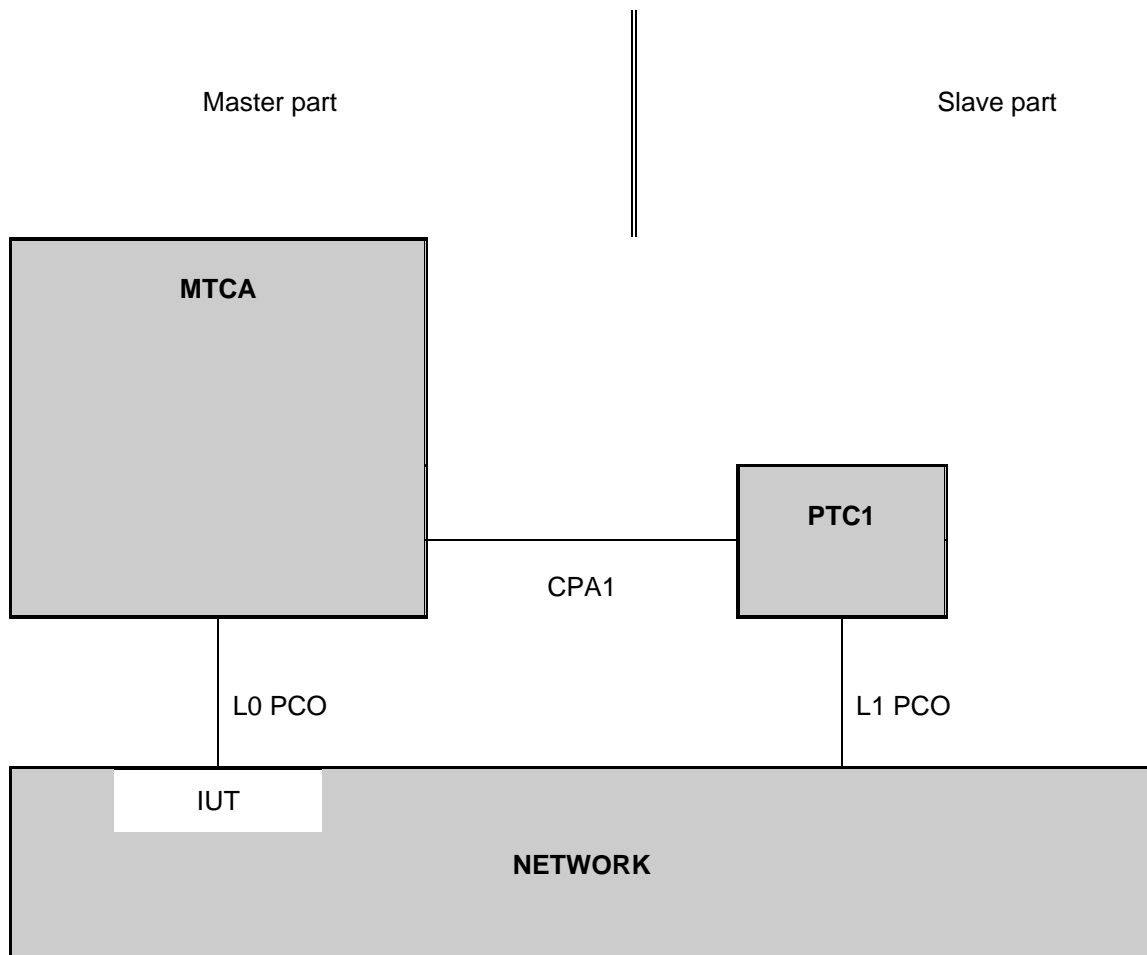 Master part
Slave part
MTCA
PTC1
CPA1
L0 PCO
L1 PCO
IUT
NETWORK